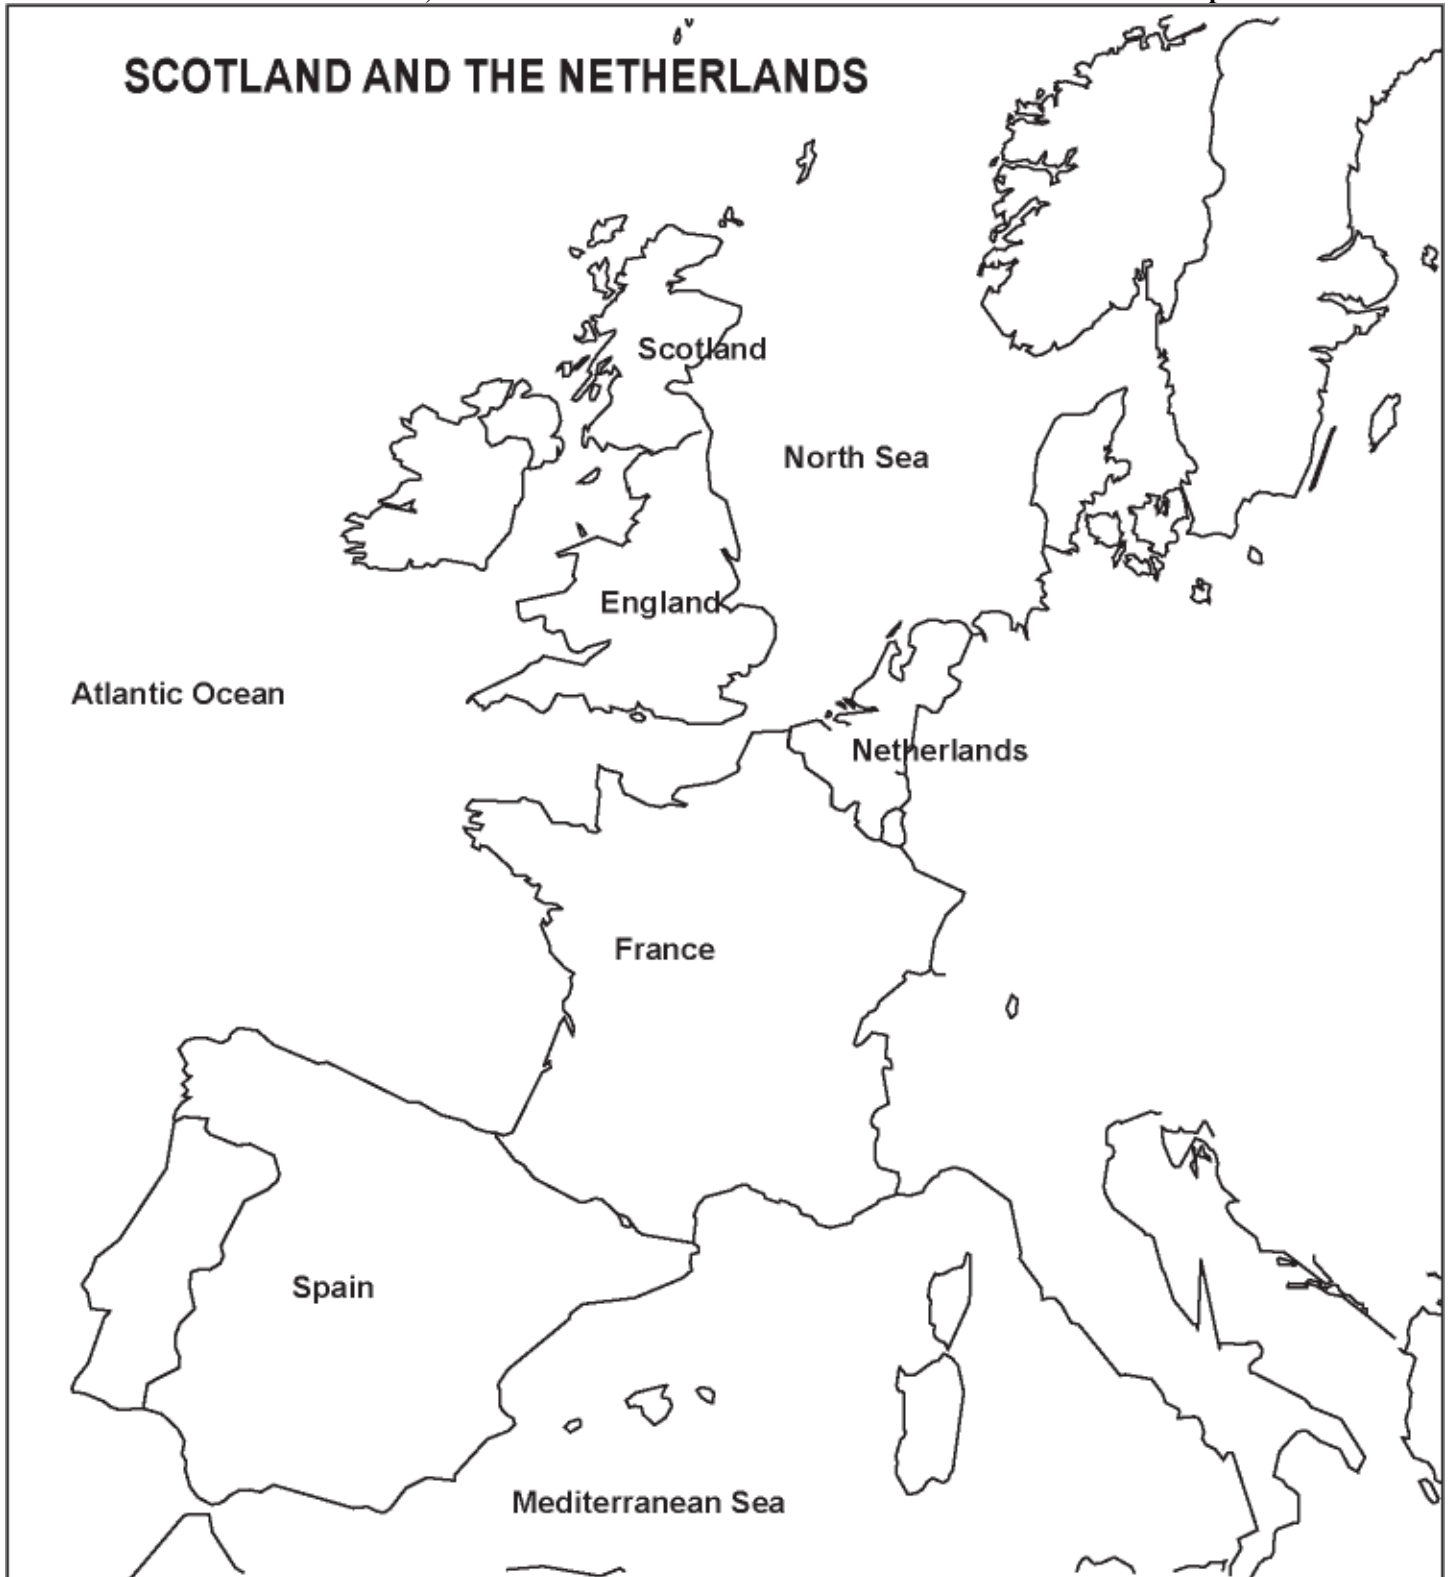 SCOTLAND AND THE NETHERLANDS
Scotland
North Sea
England
Atlantic Ocean
Netherlands
France
Spain
Mediterranean Sea